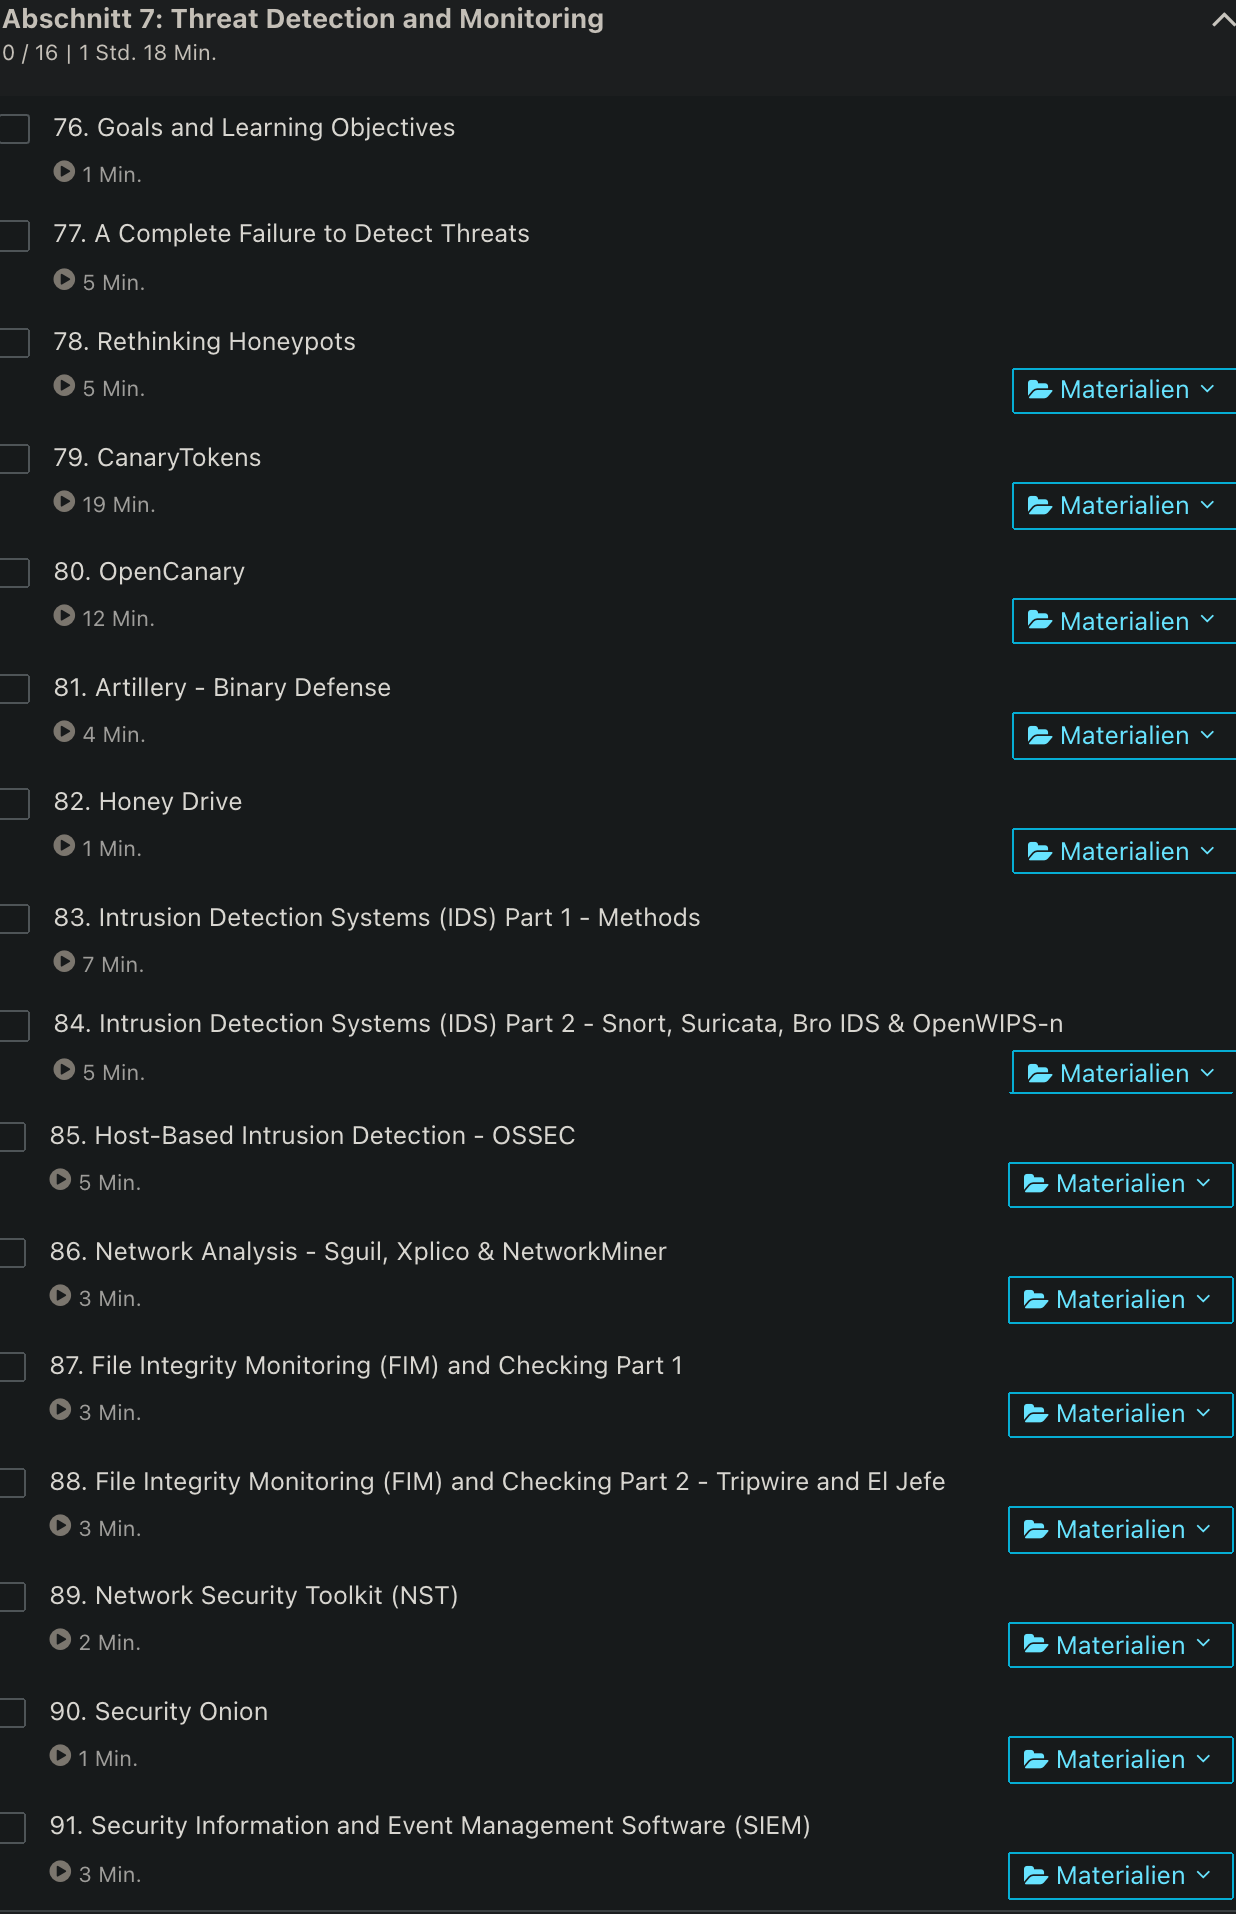 Abschnitt 7: Threat Detection and Monitoring
0 / 16 | 1 Std. 18 Min.
76. Goals and Learning Objectives
1 Min.
77. A Complete Failure to Detect Threats
5 Min.
78. Rethinking Honeypots
5 Min.
Materialien
79. CanaryTokens
19 Min.
Materialien
80. OpenCanary
12 Min.
Materialien
81. Artillery - Binary Defense
4 Min.
Materialien
82. Honey Drive
1 Min.
Materialien
83. Intrusion Detection Systems (IDS) Part 1 - Methods
7 Min.
84. Intrusion Detection Systems (IDS) Part 2 - Snort, Suricata, Bro IDS & OpenWIPS-n
5 Min.
Materialien
85. Host-Based Intrusion Detection - OSSEC
5 Min.
Materialien
86. Network Analysis - Sguil, Xplico & NetworkMiner
3 Min.
Materialien
87. File Integrity Monitoring (FIM) and Checking Part 1
3 Min.
Materialien
88. File Integrity Monitoring (FIM) and Checking Part 2 - Tripwire and El Jefe
3 Min.
Materialien
89. Network Security Toolkit (NST)
2 Min.
Materialien
90. Security Onion
1 Min.
Materialien
91. Security Information and Event Management Software (SIEM)
3 Min.
Materialien